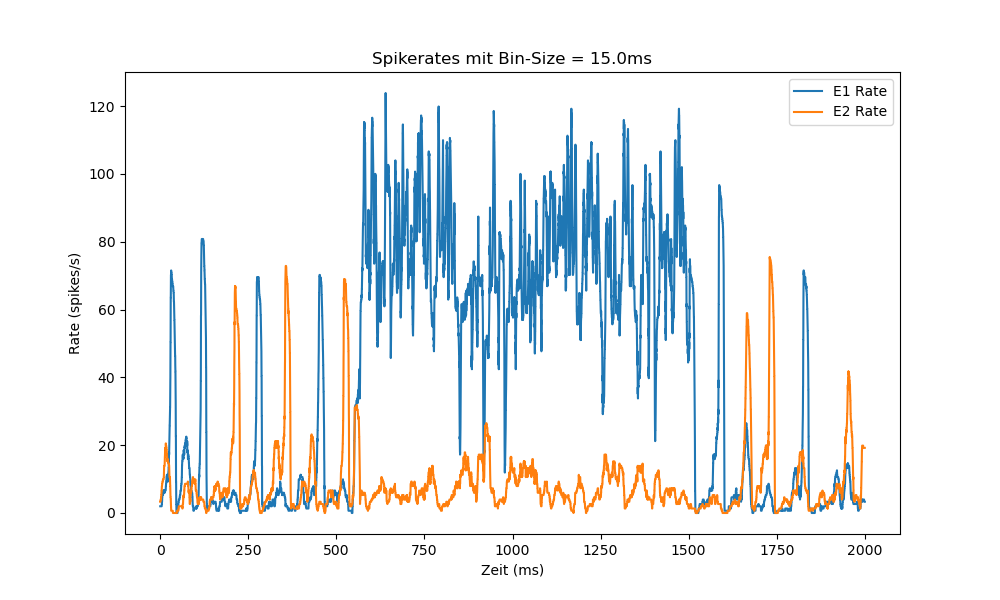 Spikerates mit Bin-Size = 15.0ms
E1 Rate
E2 Rate
Rate (spikes/s)
120
100
80
60
40
20
0
0 250 500 750 1000 1250 1500 1750 2000
Zeit (ms)